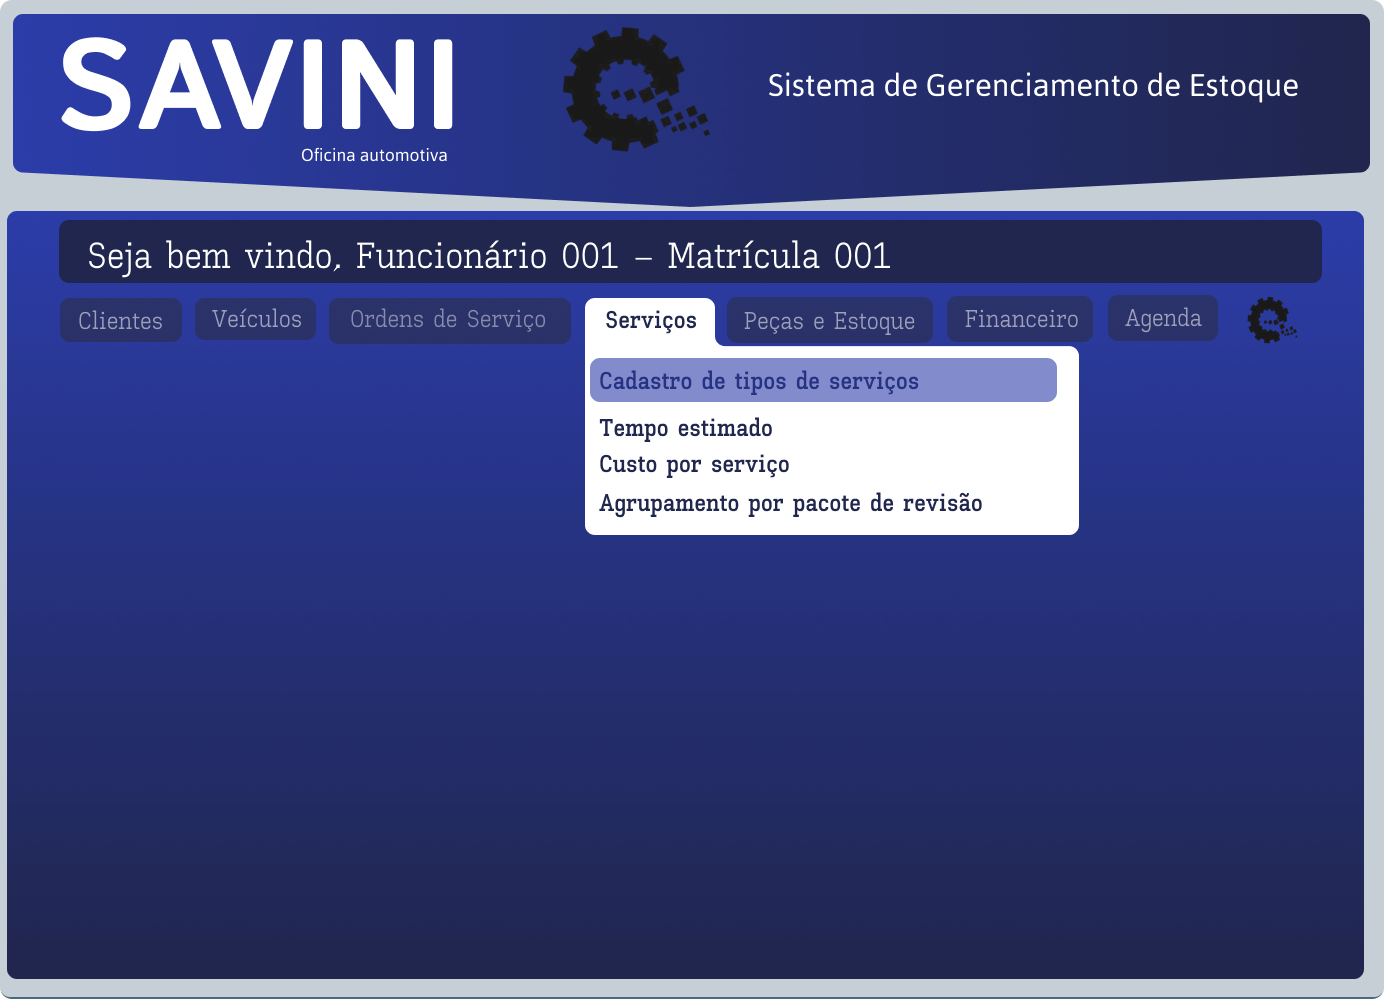 SAVINI
Oficina automotiva
Sistema de Gerenciamento de Estoque
Seja bem vindo, Funcionário 001 – Matrícula 001
Clientes
Veículos
Ordens de Serviço
Serviços
Peças e Estoque
Financeiro
Agenda
Cadastro de tipos de serviços
Tempo estimado
Custo por serviço
Agrupamento por pacote de revisão